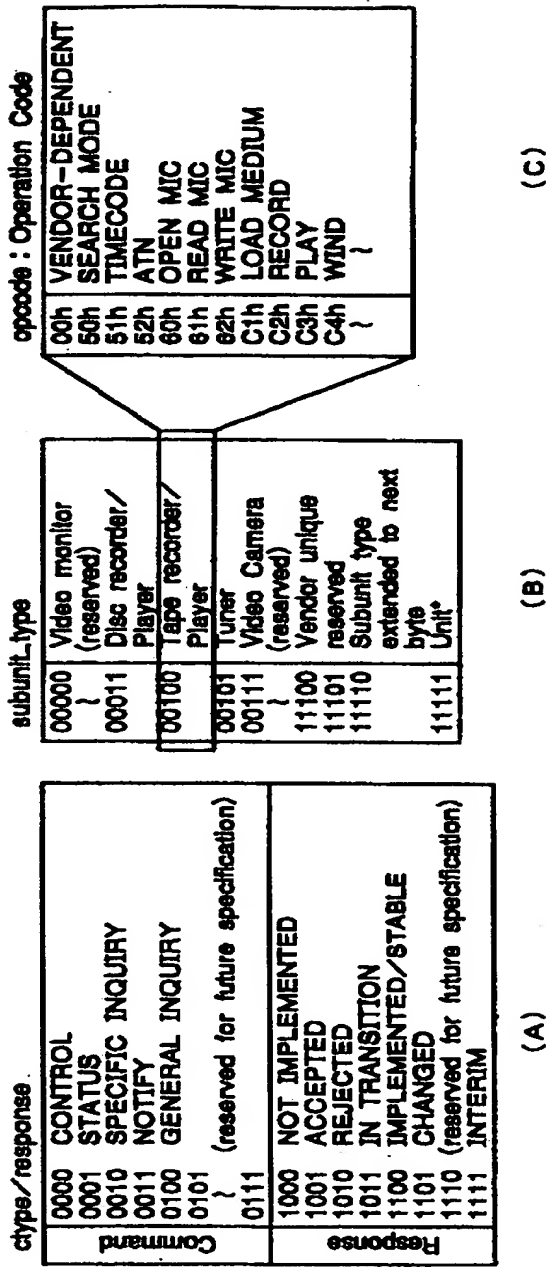 ctype/response
Command
0000 CONTROL
0001 STATUS
0010 SPECIFIC INQUIRY
0011 NOTIFY
0100 GENERAL INQUIRY
0101
~ (reserved for future specification)
0111
Response
1000 NOT IMPLEMENTED
1001 ACCEPTED
1010 REJECTED
1011 IN TRANSITION
1100 IMPLEMENTED/STABLE
1101 CHANGED
1110 (reserved for future specification)
1111 INTERIM
(A)
subunit_type
00000 Video monitor
~ (reserved)
00011 Disc recorder/
Player
00100 Tape recorder/
Player
00101 Tuner
00111 Video Camera
~ (reserved)
11100 Vendor unique
11101 reserved
11110 Subunit type
extended to next
byte
11111 Unit*
(B)
opcode : Operation Code
00h VENDOR-DEPENDENT
50h SEARCH MODE
51h TIMECODE
52h ATN
60h OPEN MIC
61h READ MIC
62h WRITE MIC
C1h LOAD MEDIUM
C2h RECORD
C3h PLAY
C4h WIND
~ ~
(C)